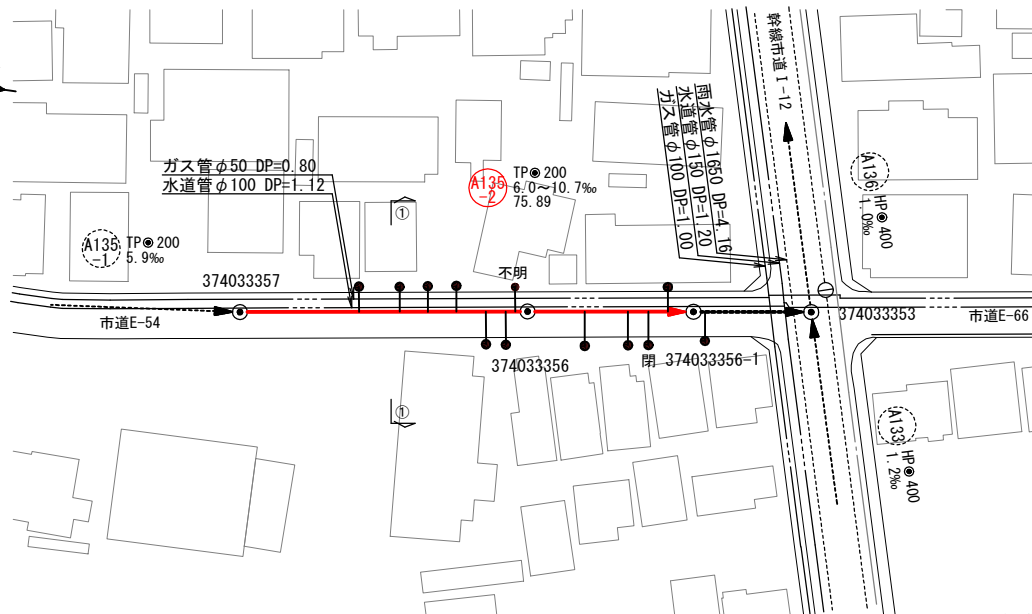 幹線市道Ⅰ-12
雨水管φ1650 DP=4.16
水道管φ150 DP=1.20
ガス管φ100 DP=1.00
ガス管φ50 DP=0.80
水道管φ100 DP=1.12
A135
-2
TP◉200
6.0～10.7‰
75.89
A136
HP◉400
1.0‰
①
A135
-1
TP◉200
5.9‰
374033357
不明
市道E-54
374033353
市道E-66
374033356
閉 374033356-1
①
A133
HP◉400
1.2‰